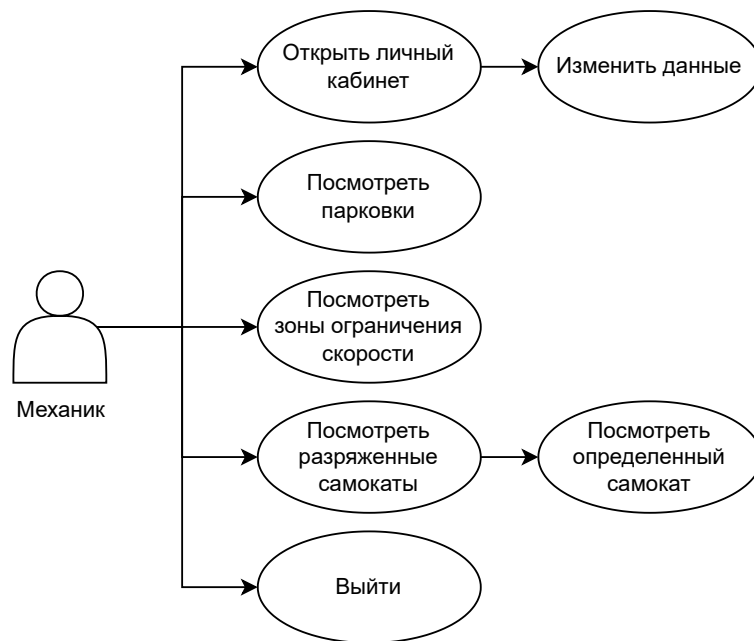 Открыть личный
кабинет
Изменить данные
Посмотреть
парковки
Посмотреть
зоны ограничения
скорости
Механик
Посмотреть
разряженные
самокаты
Посмотреть
определенный
самокат
Выйти